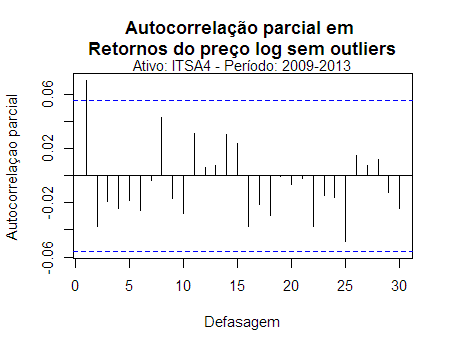 Autocorrelação parcial em
Retornos do preço log sem outliers
Ativo: ITSA4 - Período: 2009-2013
Autocorrelaçao parcial
0.06
0.02
-0.02
-0.06
0 5 10 15 20 25 30
Defasagem